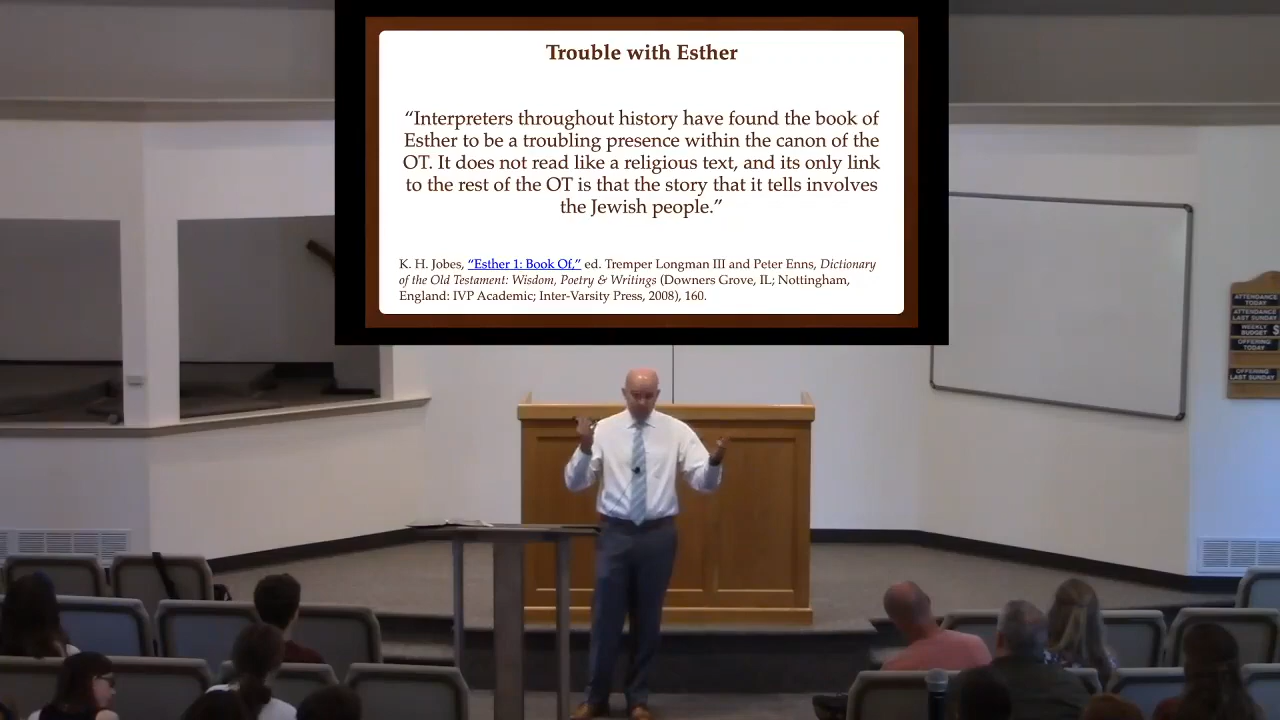 Trouble with Esther
“Interpreters throughout history have found the book of
Esther to be a troubling presence within the canon of the
OT. It does not read like a religious text, and its only link
to the rest of the OT is that the story that it tells involves
the Jewish people.”
K. H. Jobes, “Esther 1: Book Of,” ed. Tremper Longman III and Peter Enns, Dictionary
of the Old Testament: Wisdom, Poetry & Writings (Downers Grove, IL; Nottingham,
England: IVP Academic; Inter-Varsity Press, 2008), 160.
ATTENDANCE
TODAY
ATTENDANCE
LAST SUNDAY
WEEKLY
BUDGET $
OFFERING
TODAY
OFFERING
LAST SUNDAY